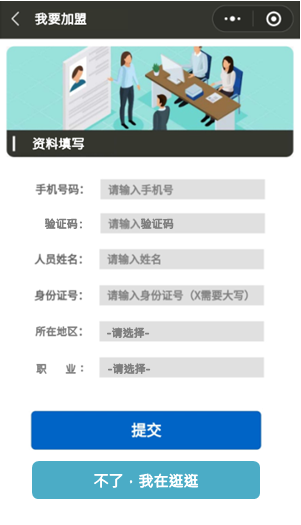 我要加盟
资料填写
手机号码： 请输入手机号
验证码： 请输入验证码
人员姓名： 请输入姓名
身份证号： 请输入身份证号（X需要大写）
所在地区： -请选择-
职 业： -请选择-
提交
不了，我在逛逛